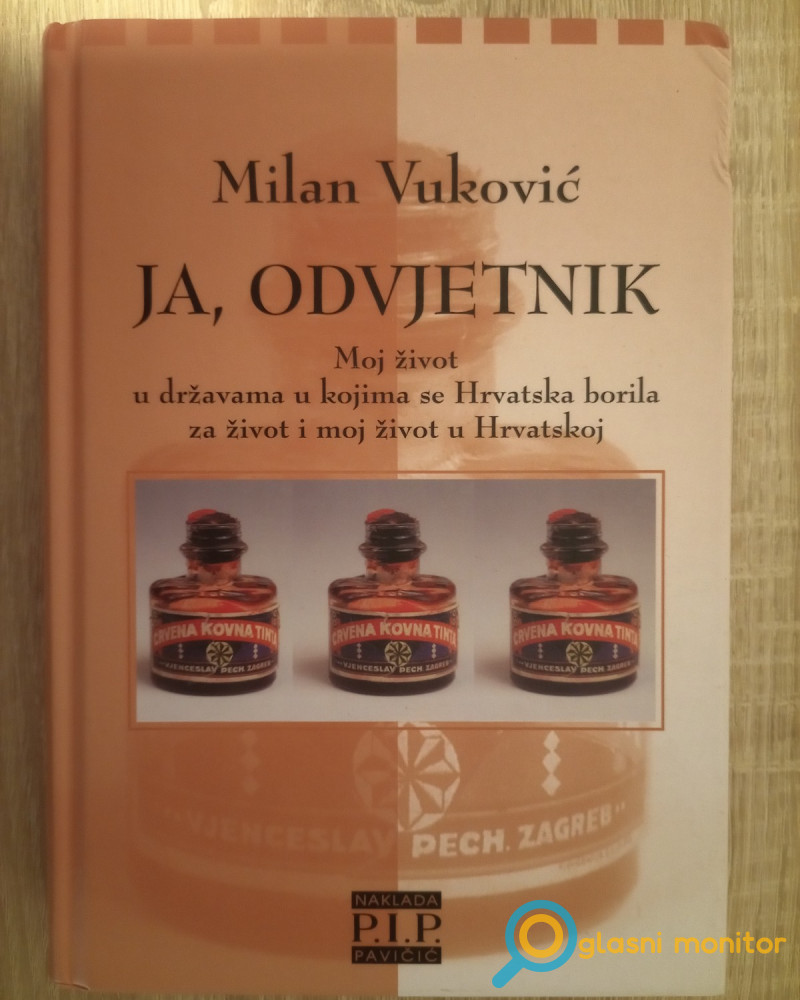 Milan Vuković
JA, ODVJETNIK
Moj život
u državama u kojima se Hrvatska borila
za život i moj život u Hrvatskoj
CRVENA KOVNA TINTA
VJENCESLAV PECH. ZAGREB
CRVENA KOVNA TINTA
VJENCESLAV PECH. ZAGREB
CRVENA KOVNA TINTA
VJENCESLAV PECH. ZAGREB
"VJENCESLAV PECH. ZAGREB"
NAKLADA
P.I.P.
PAVIČIĆ
Oglasni monitor